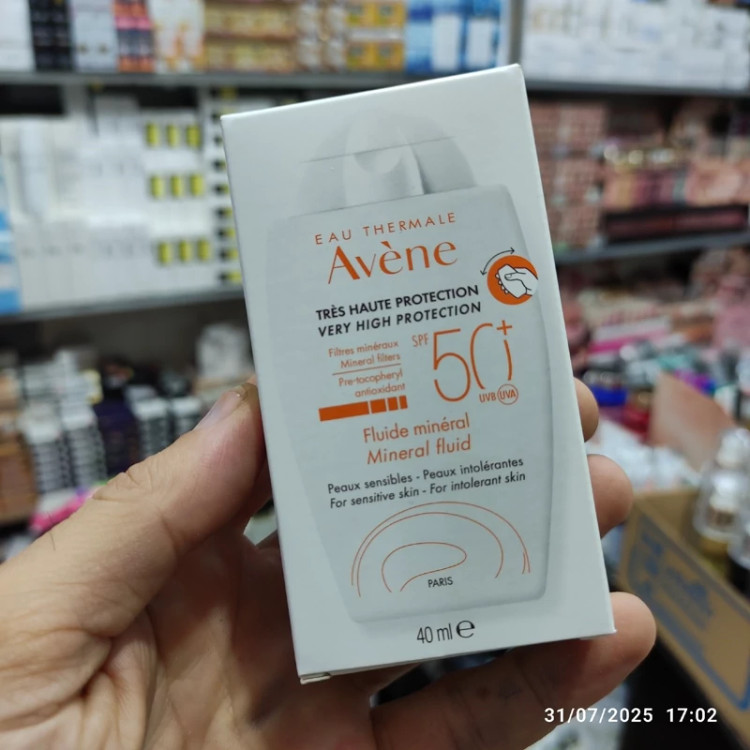 EAU THERMALE
Avène
TRÈS HAUTE PROTECTION
VERY HIGH PROTECTION
Filtres minéraux
Mineral filters
Pre-tocopheryl
antioxidant
SPF 50+
UVB UVA
Fluide minéral
Mineral fluid
Peaux sensibles - Peaux intolérantes
For sensitive skin - For intolerant skin
PARIS
40 ml e
31/07/2025 17:02